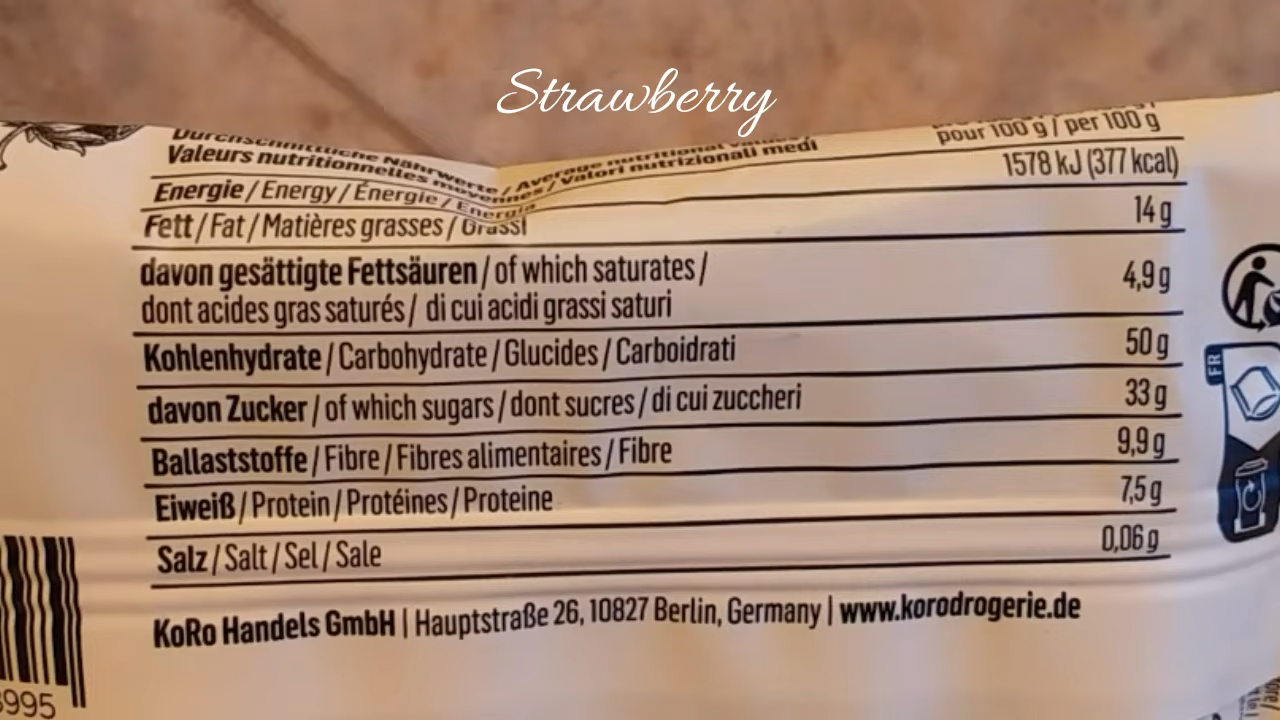 Strawberry
Durchschnittliche Nährwerte / Average nutritional values /
Valeurs nutritionnelles moyennes / Valori nutrizionali medi
pour 100 g / per 100 g
Energie / Energy / Énergie / Energia 1578 kJ (377 kcal)
Fett / Fat / Matières grasses / Grassi 14 g
davon gesättigte Fettsäuren / of which saturates / 4,9 g
dont acides gras saturés / di cui acidi grassi saturi
Kohlenhydrate / Carbohydrate / Glucides / Carboidrati 50 g
davon Zucker / of which sugars / dont sucres / di cui zuccheri 33 g
Ballaststoffe / Fibre / Fibres alimentaires / Fibre 9,9 g
Eiweiß / Protein / Protéines / Proteine 7,5 g
Salz / Salt / Sel / Sale 0,06 g
KoRo Handels GmbH | Hauptstraße 26, 10827 Berlin, Germany | www.korodrogerie.de
FR
995